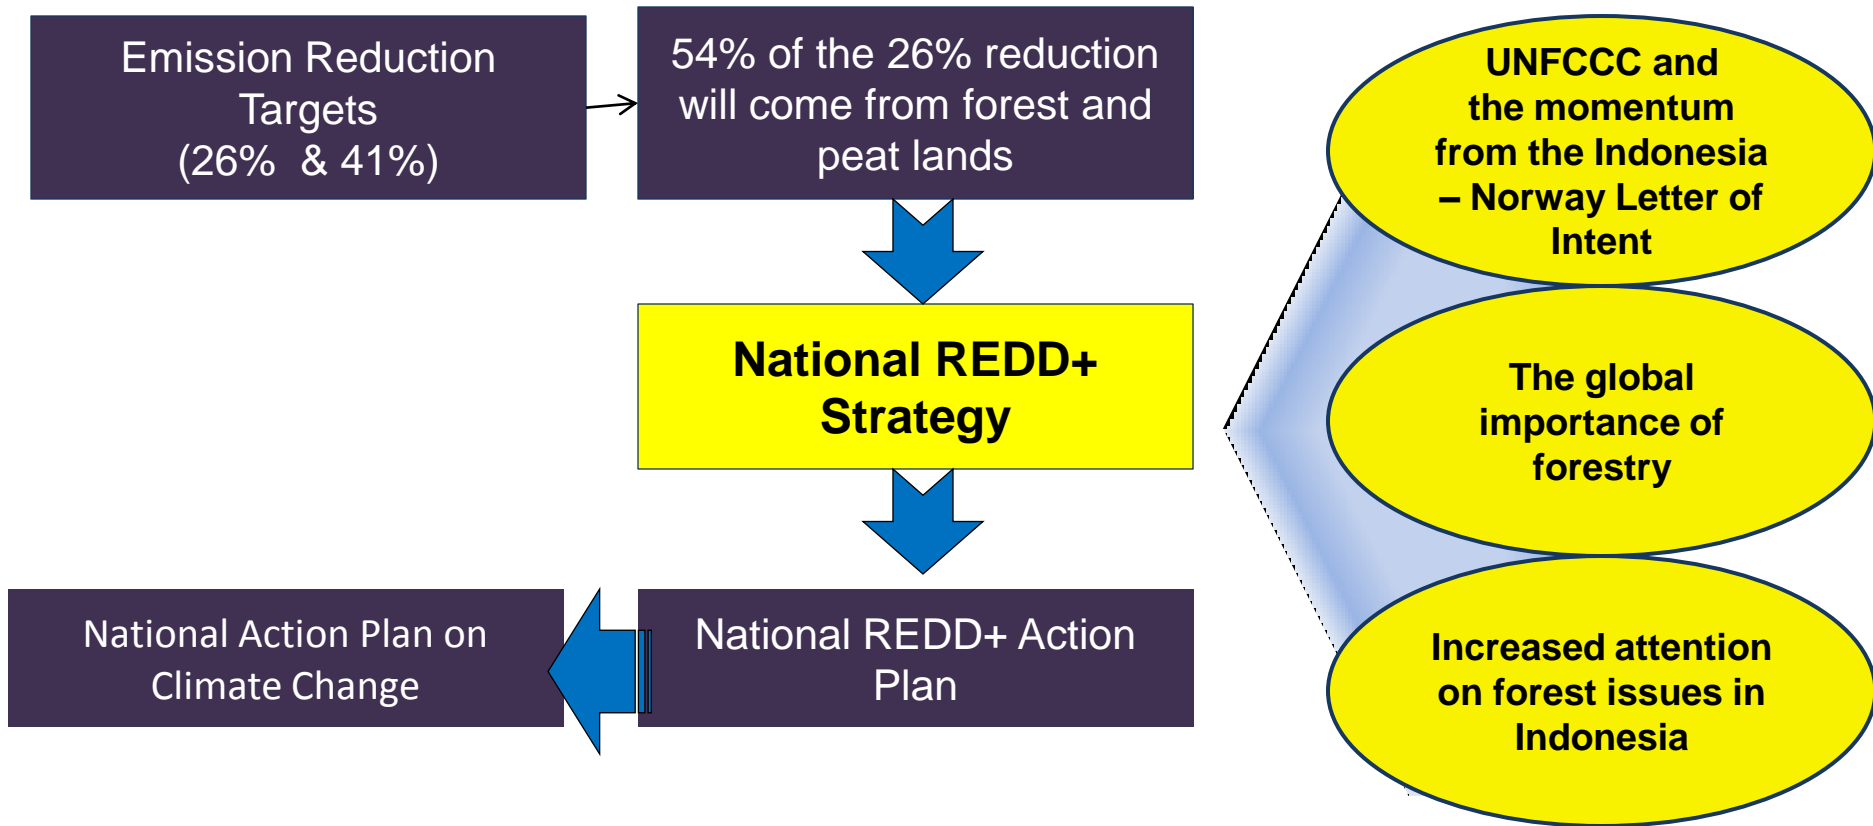 Emission Reduction
Targets
(26% & 41%)
54% of the 26% reduction
will come from forest and
peat lands
National REDD+
Strategy
National REDD+ Action
Plan
National Action Plan on
Climate Change
UNFCCC and
the momentum
from the Indonesia
– Norway Letter of
Intent
The global
importance of
forestry
Increased attention
on forest issues in
Indonesia